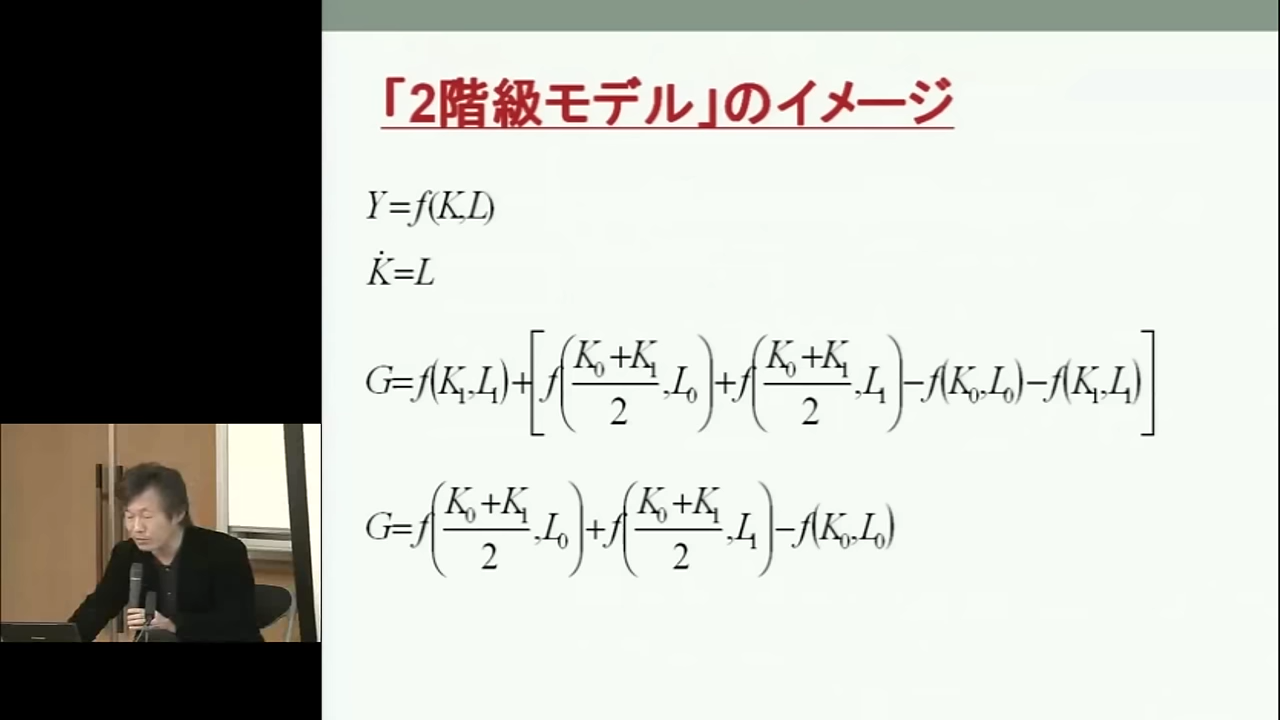 「2階級モデル」のイメージ
Y=f(K,L)
K̇=L
G=f(K₁,L₁)+[f((K₀+K₁)/2,L₀)+f((K₀+K₁)/2,L₁)−f(K₀,L₀)−f(K₁,L₁)]
G=f((K₀+K₁)/2,L₀)+f((K₀+K₁)/2,L₁)−f(K₀,L₀)